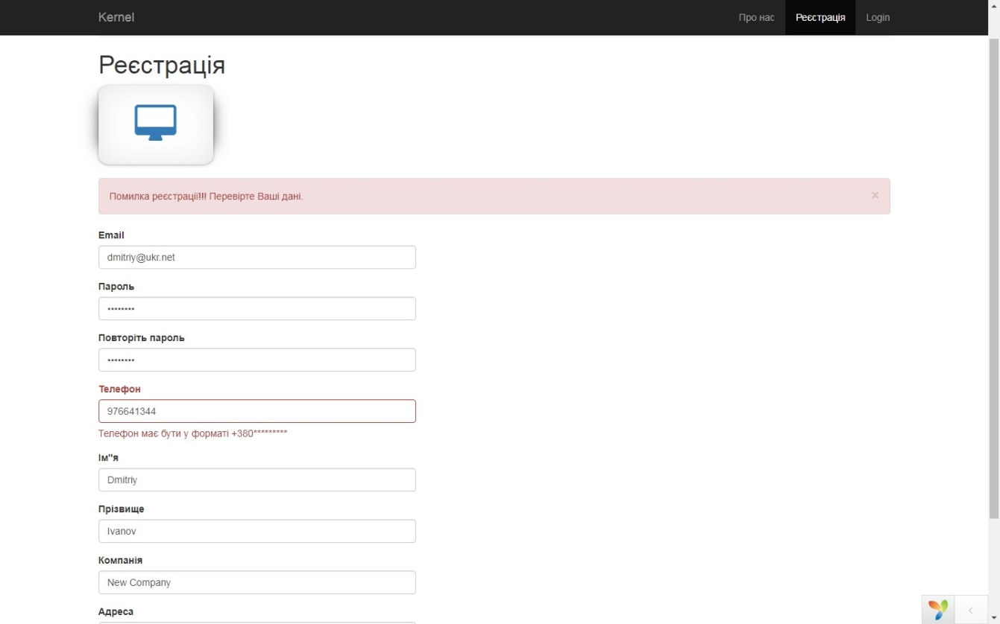 Kernel
Про нас
Реєстрація
Login
Реєстрація
Помилка реєстрації!!! Перевірте Ваші дані.
×
Email
dmitriy@ukr.net
Пароль
••••••••
Повторіть пароль
••••••••
Телефон
976641344
Телефон має бути у форматі +380*********
Ім"я
Dmitriy
Прізвище
Ivanov
Компанія
New Company
Адреса